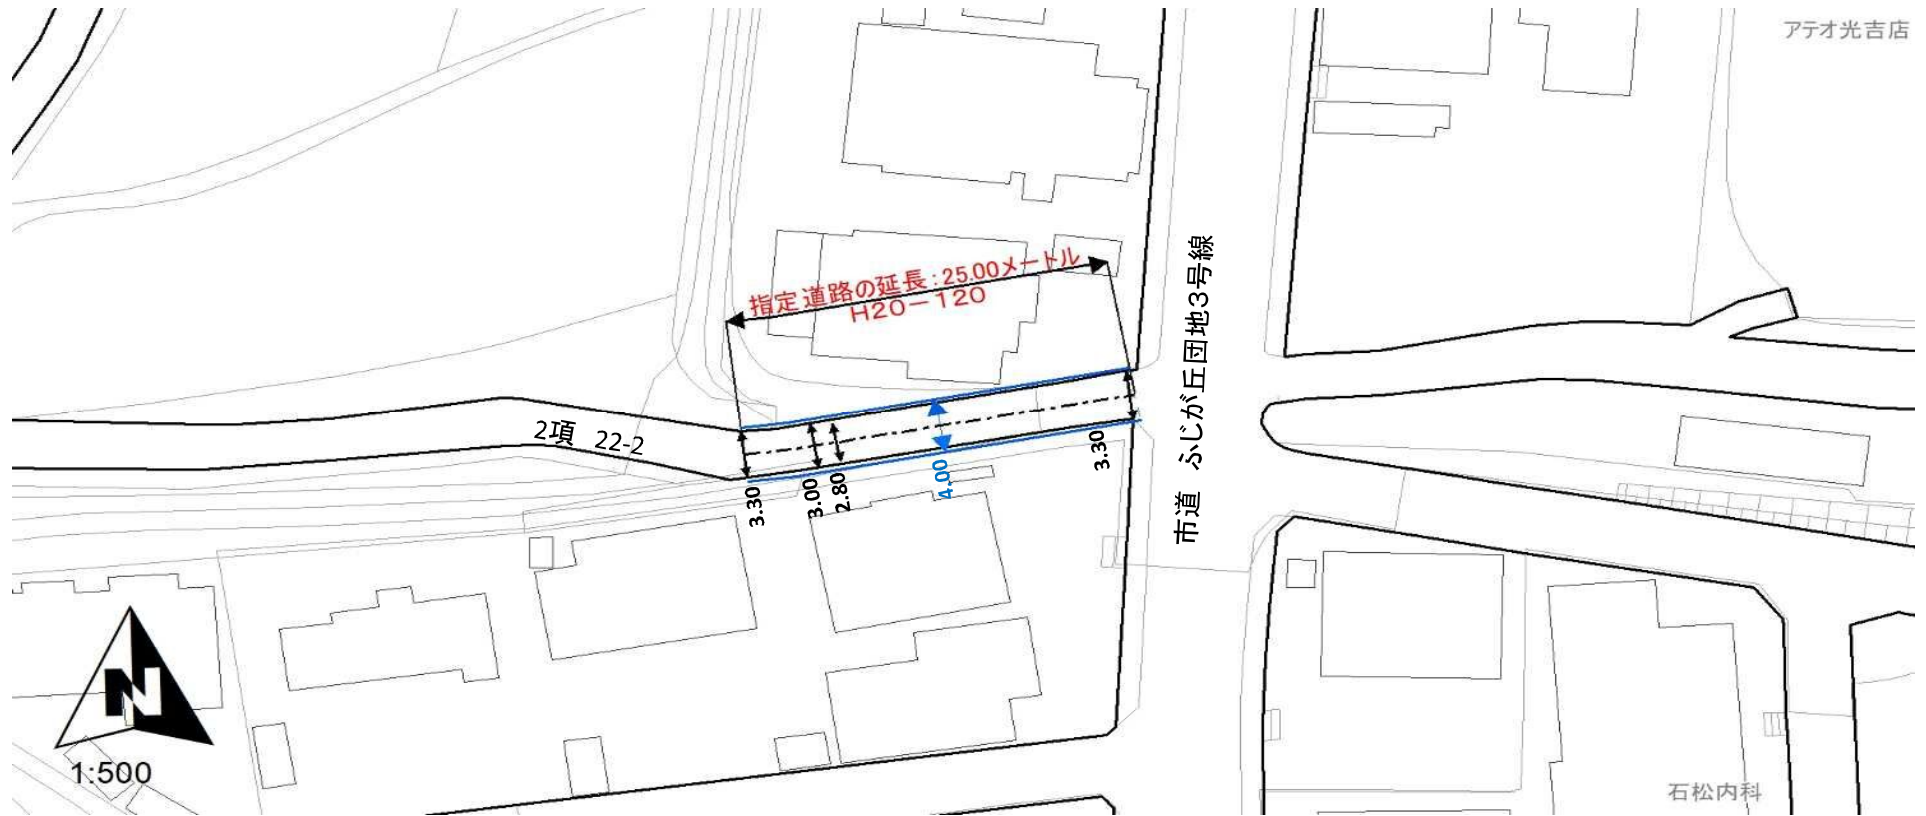 アテオ光吉店
指定道路の延長：25.00メートル
H20－120
市道　ふじが丘団地3号線
2項　22-2
3.30
3.00
2.80
4.00
3.30
N
1:500
石松内科